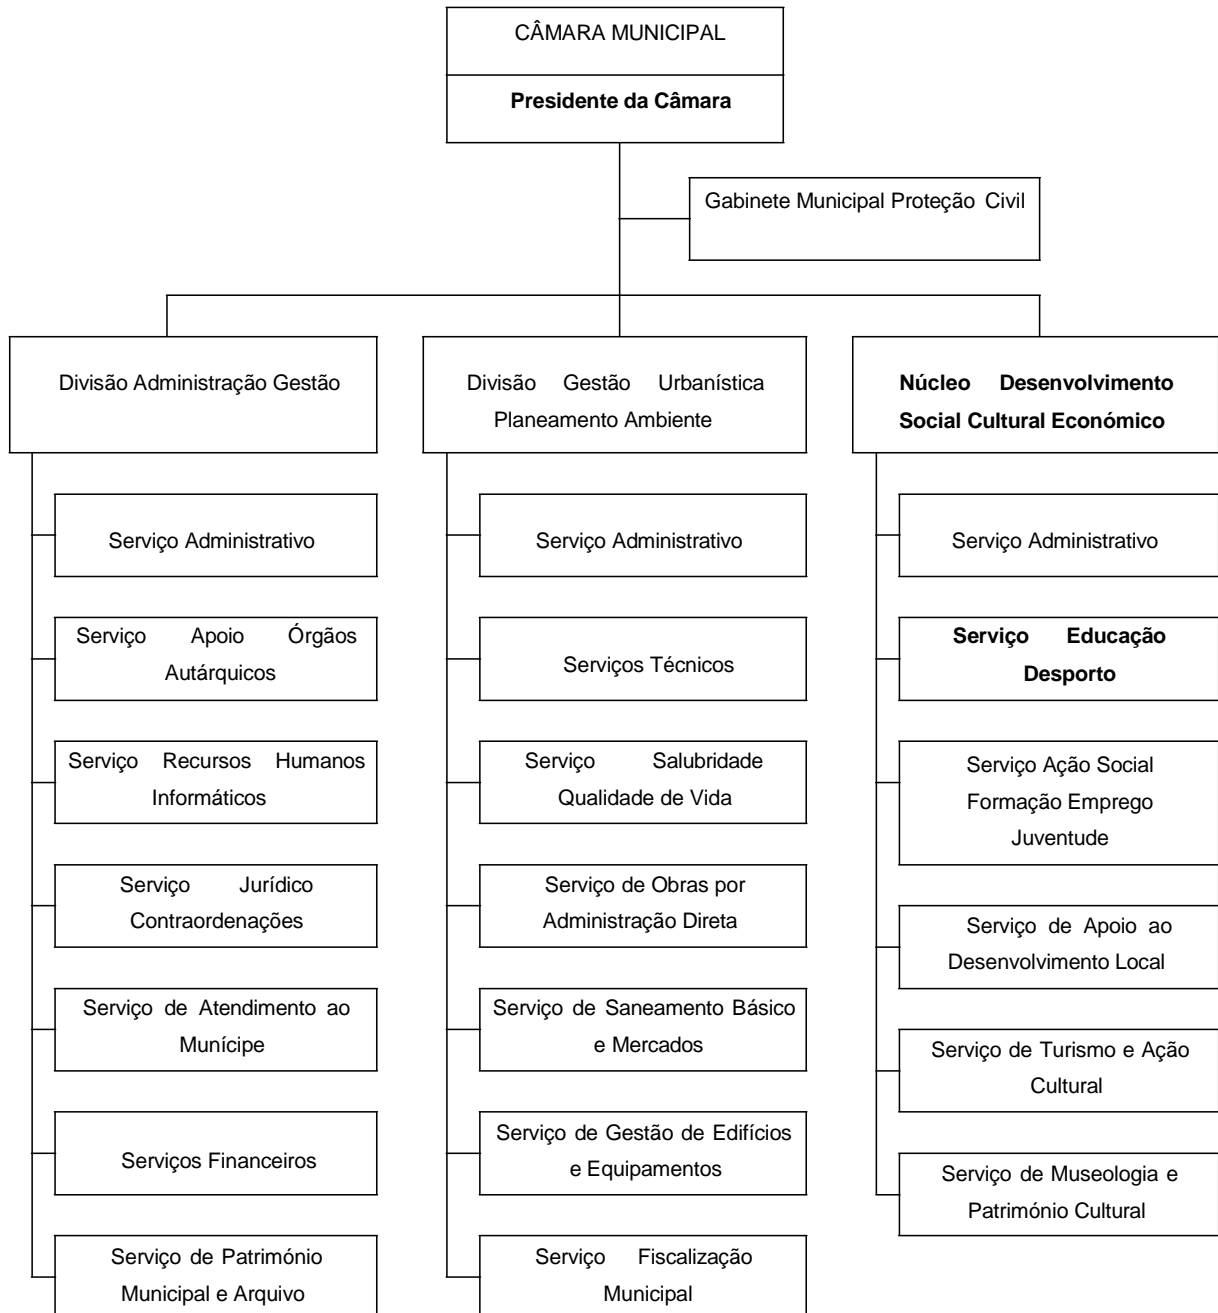 CÂMARA MUNICIPAL
Presidente da Câmara
Gabinete Municipal Proteção Civil
Divisão Administração Gestão
Serviço Administrativo
Serviço Apoio Órgãos
Autárquicos
Serviço Recursos Humanos
Informáticos
Serviço Jurídico
Contraordenações
Serviço de Atendimento ao
Munícipe
Serviços Financeiros
Serviço de Património
Municipal e Arquivo
Divisão Gestão Urbanística
Planeamento Ambiente
Serviço Administrativo
Serviços Técnicos
Serviço Salubridade
Qualidade de Vida
Serviço de Obras por
Administração Direta
Serviço de Saneamento Básico
e Mercados
Serviço de Gestão de Edifícios
e Equipamentos
Serviço Fiscalização
Municipal
Núcleo Desenvolvimento
Social Cultural Económico
Serviço Administrativo
Serviço Educação
Desporto
Serviço Ação Social
Formação Emprego
Juventude
Serviço de Apoio ao
Desenvolvimento Local
Serviço de Turismo e Ação
Cultural
Serviço de Museologia e
Património Cultural